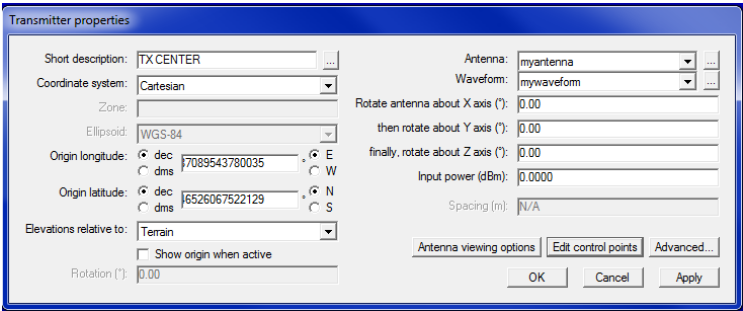 Transmitter properties
Short description: TX CENTER ...
Coordinate system: Cartesian
Zone:
Ellipsoid: WGS-84
Origin longitude: dec dms 37089543780035 ° E W
Origin latitude: dec dms 46526067522129 ° N S
Elevations relative to: Terrain
Show origin when active
Rotation (°): 0.00
Antenna: myantenna ...
Waveform: mywaveform ...
Rotate antenna about X axis (°): 0.00
then rotate about Y axis (°): 0.00
finally, rotate about Z axis (°): 0.00
Input power (dBm): 0.0000
Spacing (m): N/A
Antenna viewing options Edit control points Advanced...
OK Cancel Apply